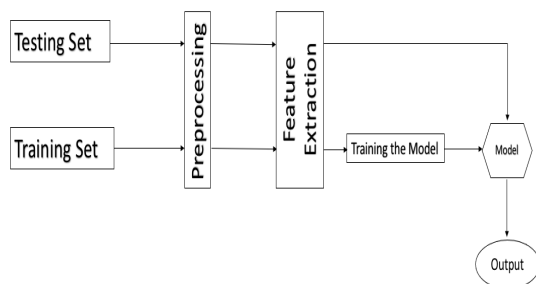 Testing Set
Training Set
Preprocessing
Feature
Extraction
Training the Model
Model
Output